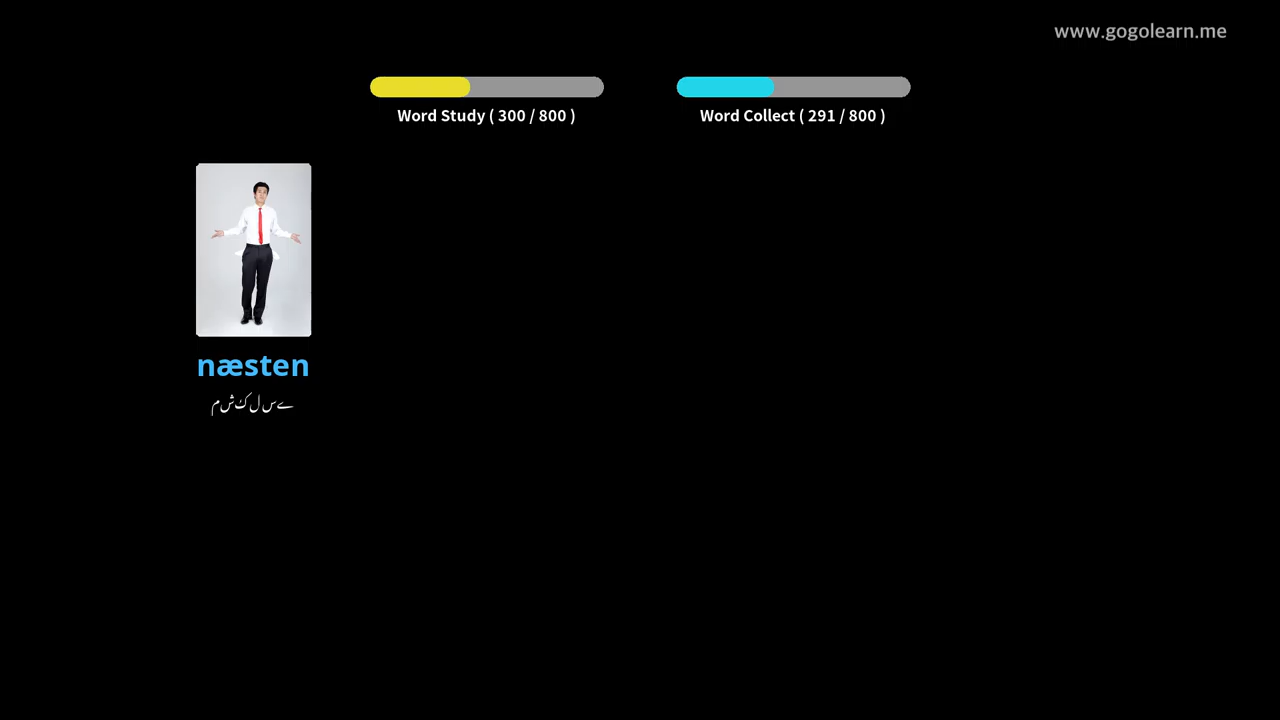 www.gogolearn.me
Word Study ( 300 / 800 )
Word Collect ( 291 / 800 )
næsten
مشکل سے